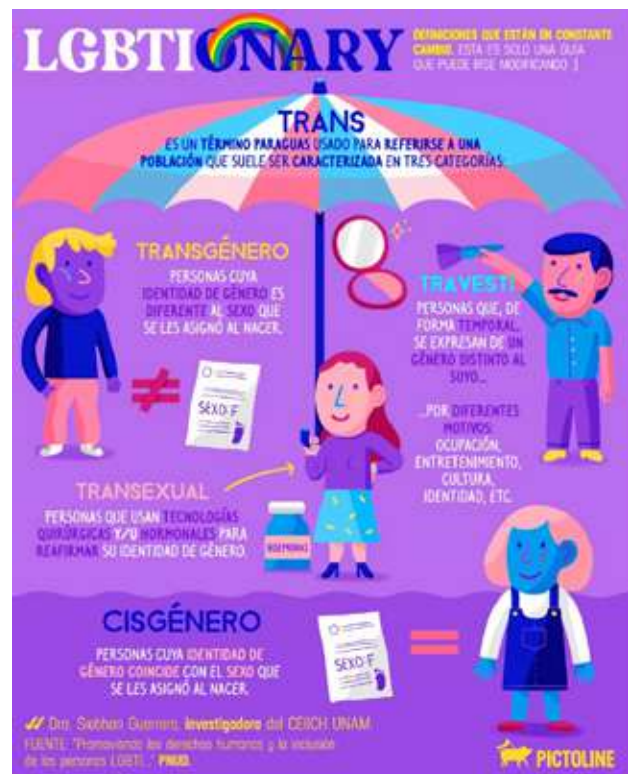 LGBTIONARY
DEFINICIONES QUE ESTÁN EN CONSTANTE
CAMBIO. ESTA ES SOLO UNA GUÍA
QUE PUEDE IRSE MODIFICANDO :)
TRANS
ES UN TÉRMINO PARAGUAS USADO PARA REFERIRSE A UNA
POBLACIÓN QUE SUELE SER CARACTERIZADA EN TRES CATEGORÍAS:
TRANSGÉNERO
PERSONAS CUYA
IDENTIDAD DE GÉNERO ES
DIFERENTE AL SEXO QUE
SE LES ASIGNÓ AL NACER.
SEXO: F
TRAVESTI
PERSONAS QUE, DE
FORMA TEMPORAL,
SE EXPRESAN DE UN
GÉNERO DISTINTO AL
SUYO...
...POR DIFERENTES
MOTIVOS:
OCUPACIÓN,
ENTRETENIMIENTO,
CULTURA,
IDENTIDAD, ETC.
TRANSEXUAL
PERSONAS QUE USAN TECNOLOGÍAS
QUIRÚRGICAS Y/U HORMONALES PARA
REAFIRMAR SU IDENTIDAD DE GÉNERO.
HORMONAS
CISGÉNERO
PERSONAS CUYA IDENTIDAD DE
GÉNERO COINCIDE CON EL SEXO QUE
SE LES ASIGNÓ AL NACER.
SEXO: F
Dra. Siobhan Guerrero, investigadora del CEIICH UNAM
FUENTE: "Promoviendo los derechos humanos y la inclusión
de las personas LGBTI..." PNUD.
PICTOLINE